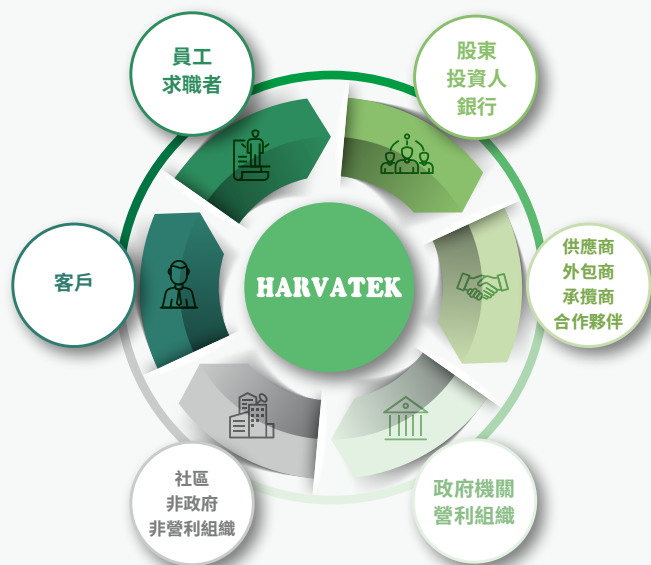 員工
求職者
股東
投資人
銀行
客戶
HARVATEK
供應商
外包商
承攬商
合作夥伴
社區
非政府
非營利組織
政府機關
營利組織